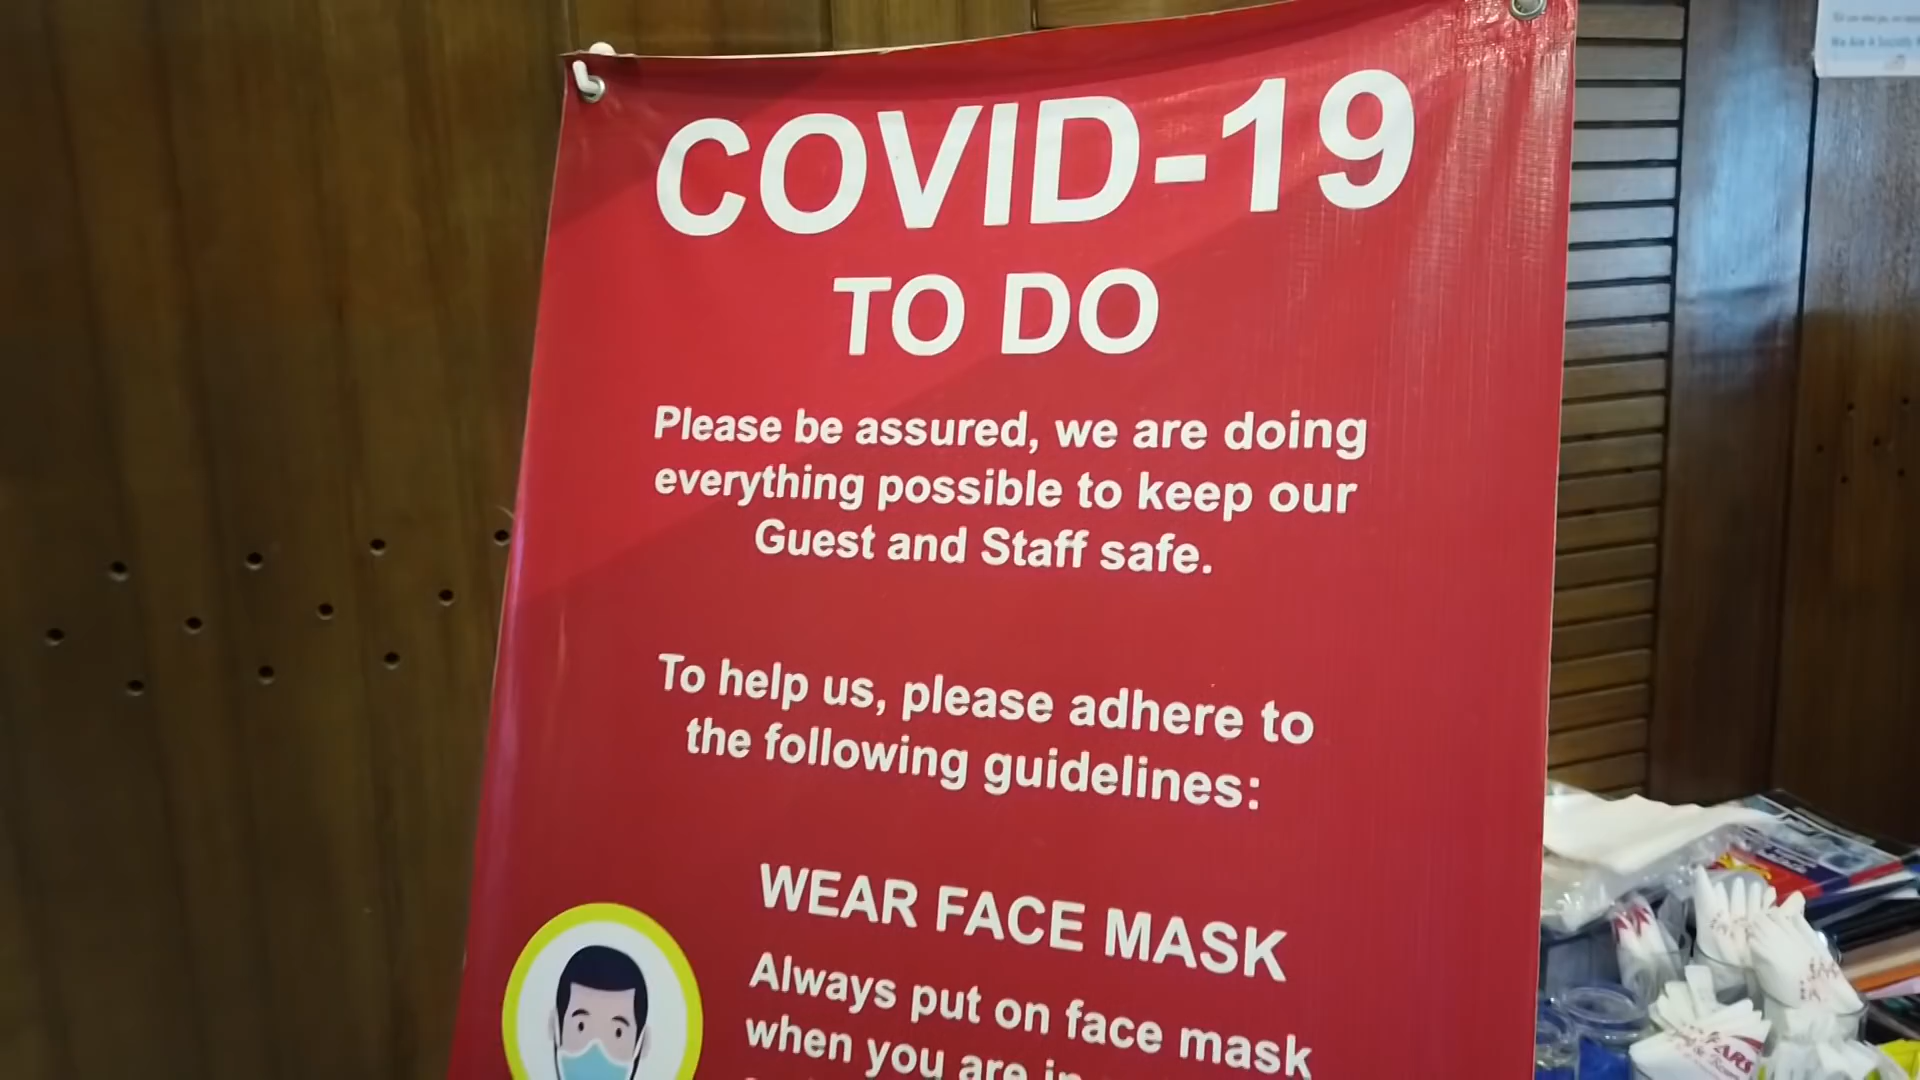 COVID-19
TO DO
Please be assured, we are doing
everything possible to keep our
Guest and Staff safe.
To help us, please adhere to
the following guidelines:
WEAR FACE MASK
Always put on face mask
when you are in